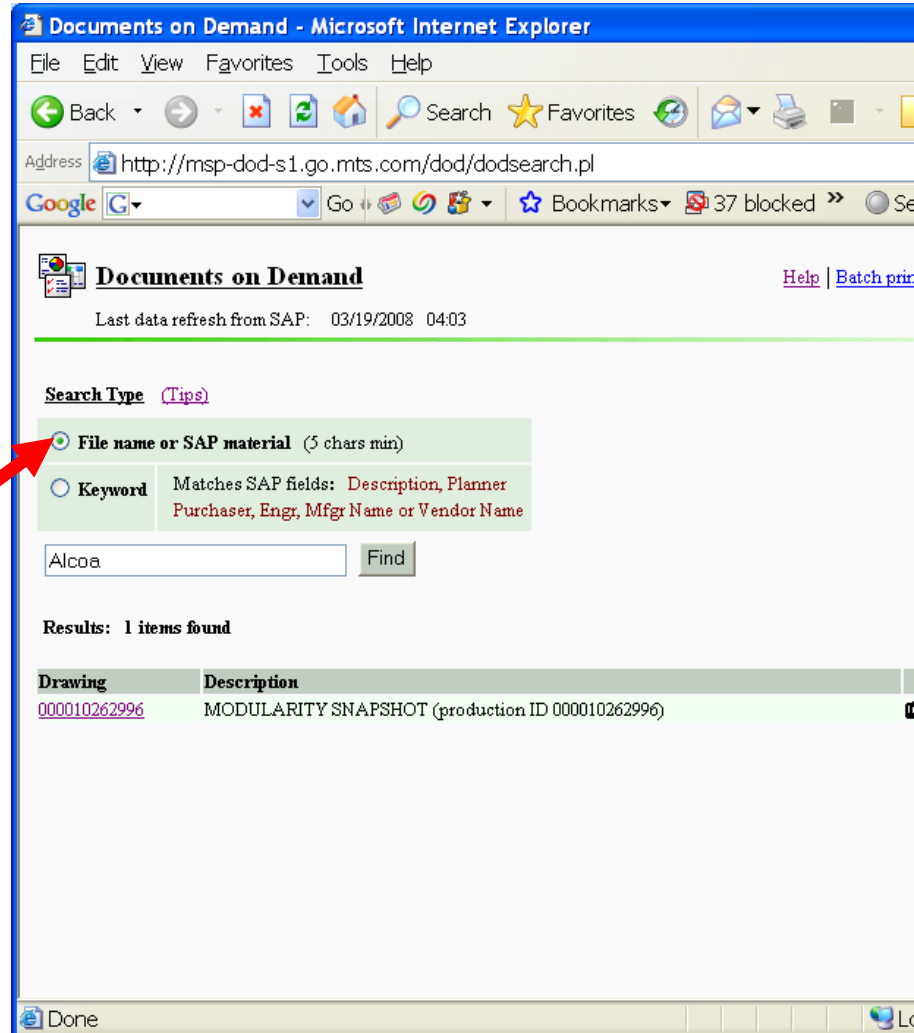 Documents on Demand - Microsoft Internet Explorer
File Edit View Favorites Tools Help
Back Search Favorites
Address http://msp-dod-s1.go.mts.com/dod/dodsearch.pl
Google G Go Bookmarks 37 blocked » Se
Documents on Demand Help | Batch prin
Last data refresh from SAP: 03/19/2008 04:03
Search Type (Tips)
File name or SAP material (5 chars min)
Keyword Matches SAP fields: Description, Planner
Purchaser, Engr, Mfgr Name or Vendor Name
Alcoa Find
Results: 1 items found
Drawing Description
000010262996 MODULARITY SNAPSHOT (production ID 000010262996)
Done Lo